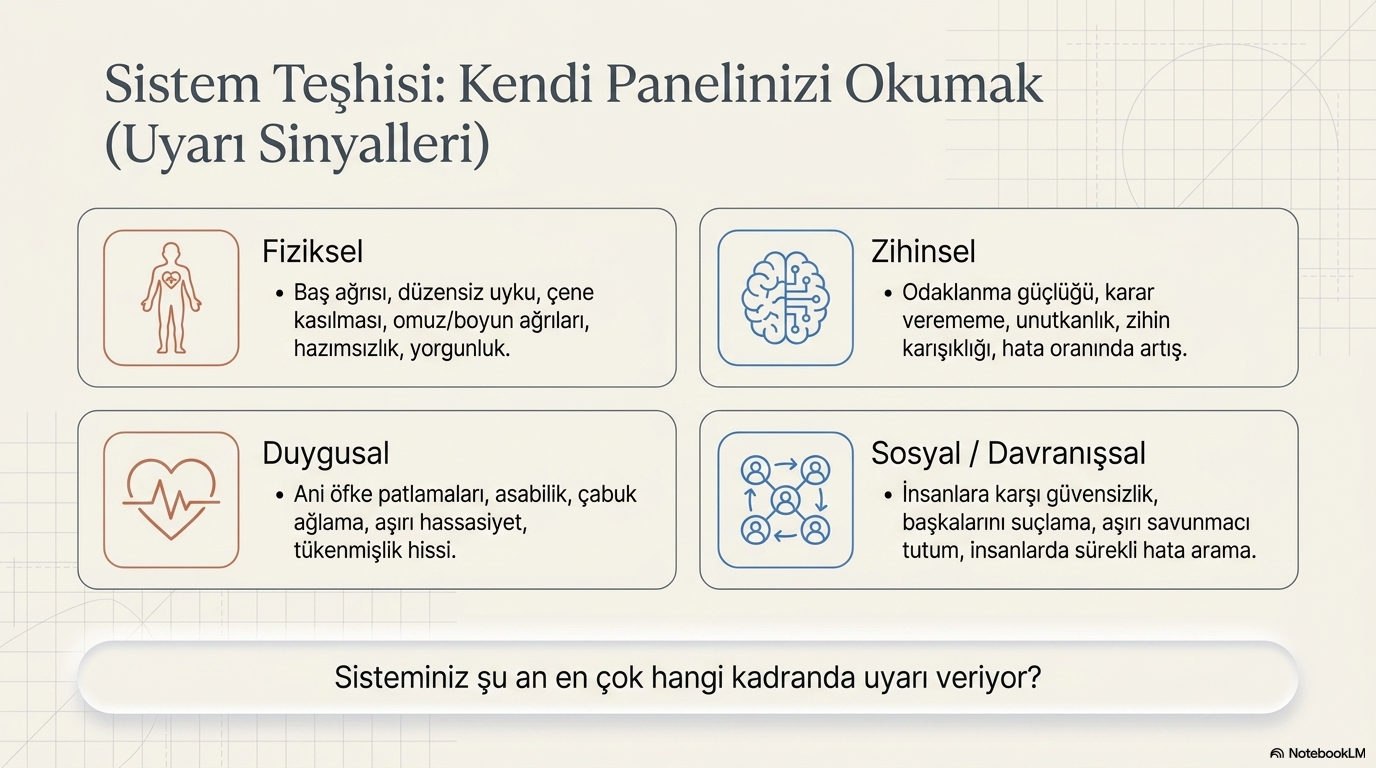 Sistem Teşhisi: Kendi Panelinizi Okumak
(Uyarı Sinyalleri)
Fiziksel
• Baş ağrısı, düzensiz uyku, çene
kasılması, omuz/boyun ağrıları,
hazımsızlık, yorgunluk.
Zihinsel
• Odaklanma güçlüğü, karar
verememe, unutkanlık, zihin
karışıklığı, hata oranında artış.
Duygusal
• Ani öfke patlamaları, asabilik, çabuk
ağlama, aşırı hassasiyet,
tükenmişlik hissi.
Sosyal / Davranışsal
• İnsanlara karşı güvensizlik,
başkalarını suçlama, aşırı savunmacı
tutum, insanlarda sürekli hata arama.
Sisteminiz şu an en çok hangi kadranda uyarı veriyor?
NotebookLM